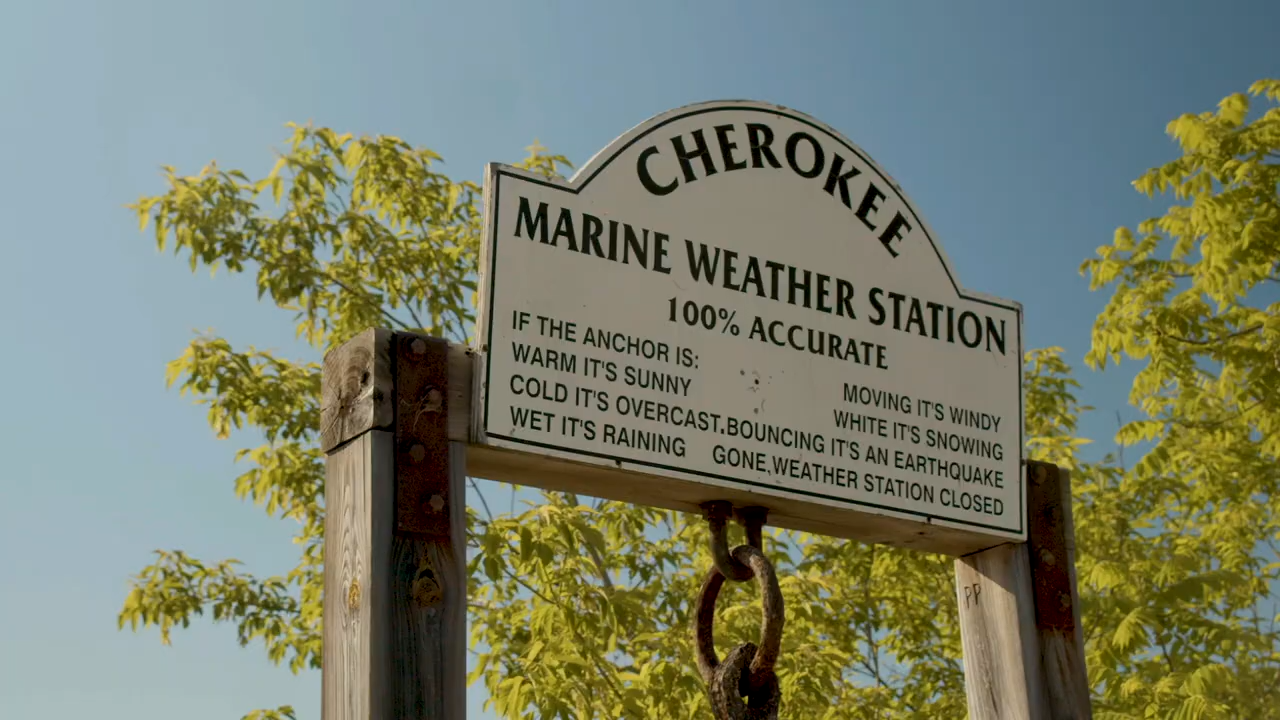 CHEROKEE
MARINE WEATHER STATION
100% ACCURATE
IF THE ANCHOR IS:
WARM IT'S SUNNY
COLD IT'S OVERCAST.
WET IT'S RAINING
MOVING IT'S WINDY
WHITE IT'S SNOWING
BOUNCING IT'S AN EARTHQUAKE
GONE,WEATHER STATION CLOSED
PP